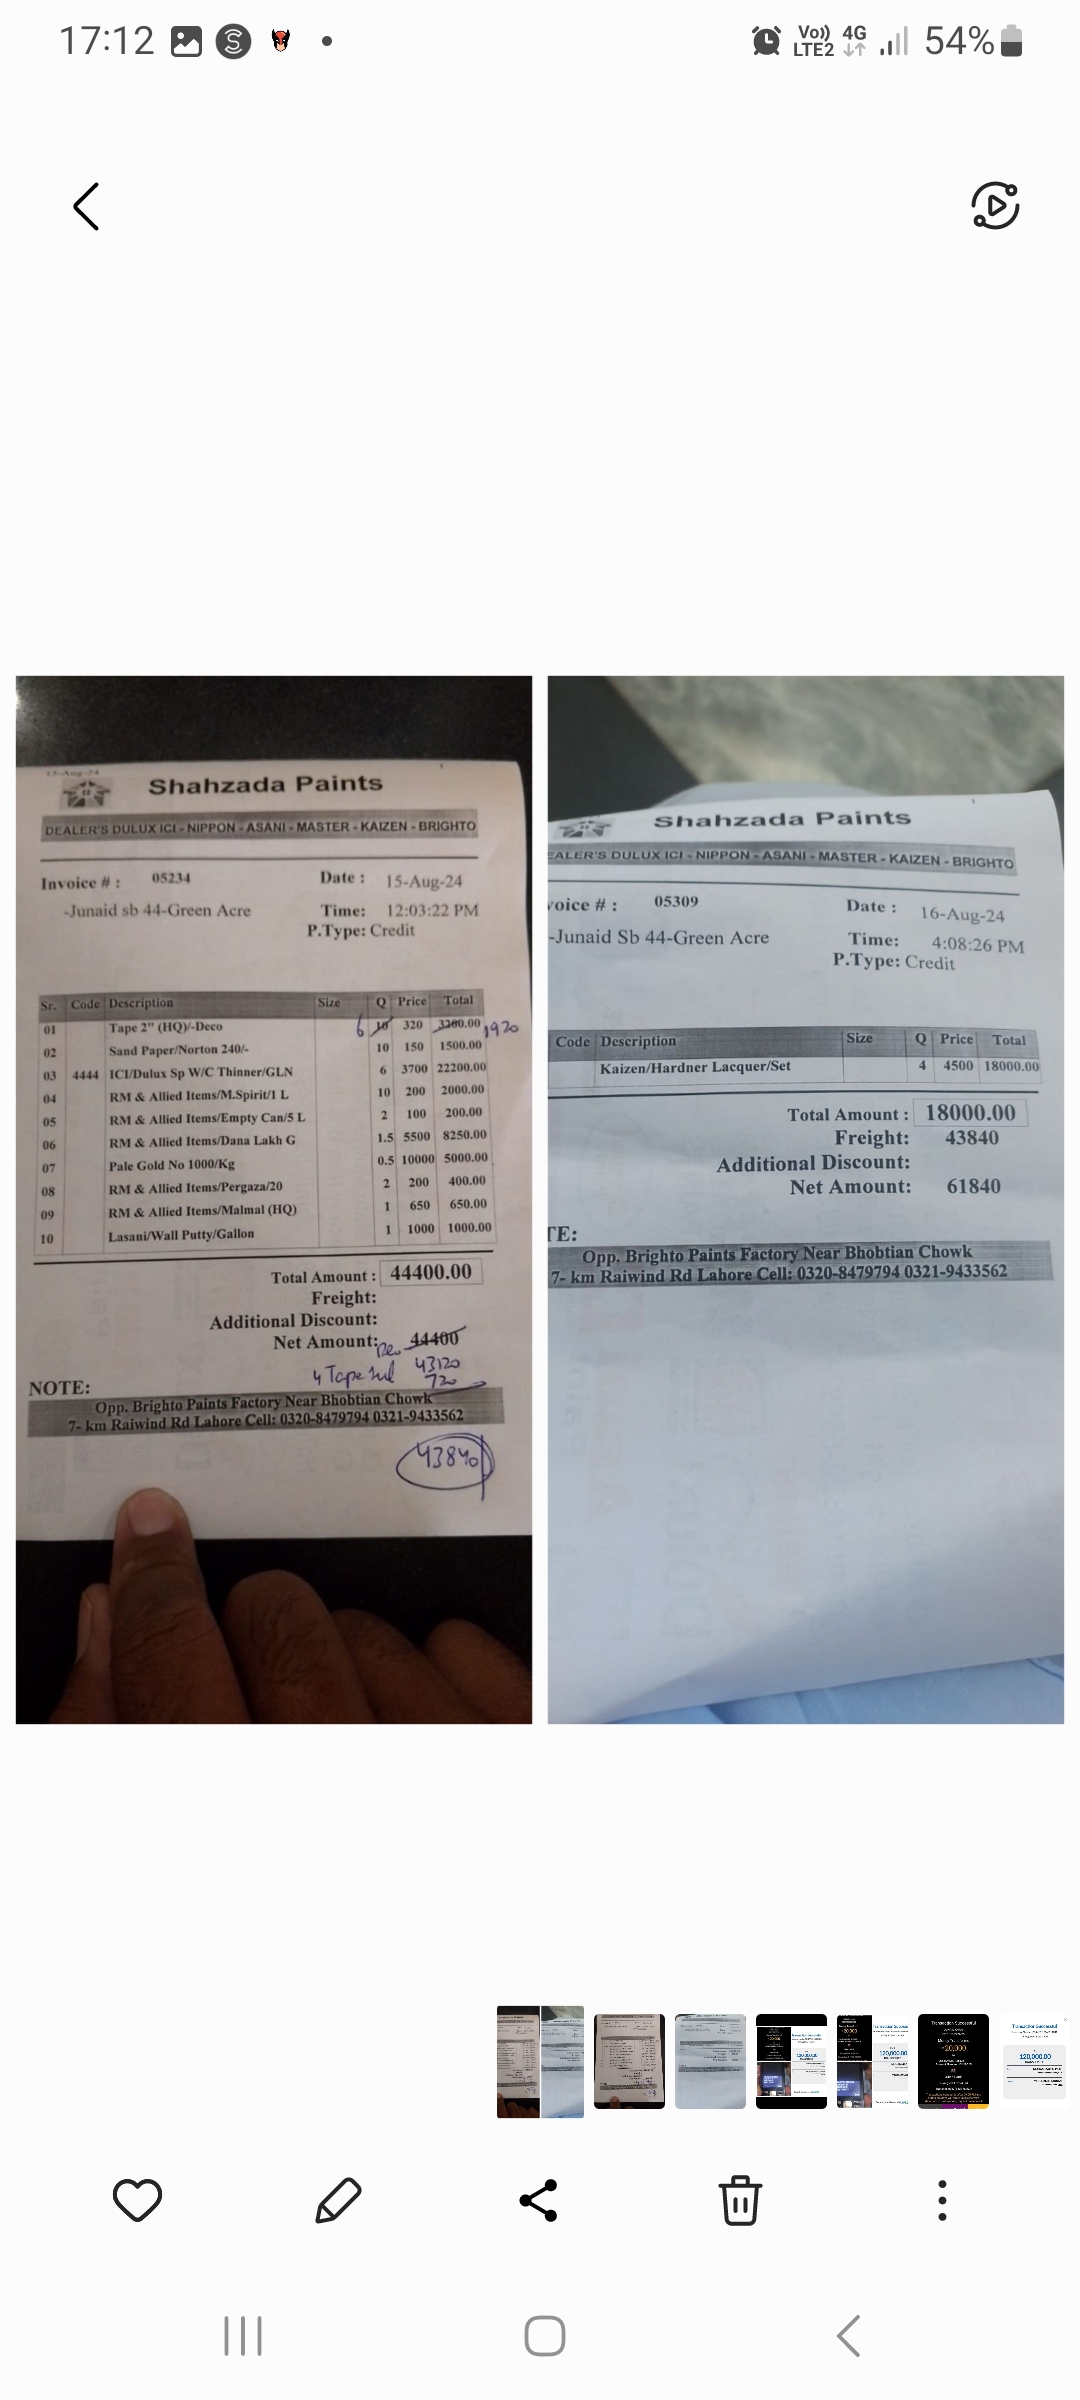 17:12
Vo)) LTE2 4G 54%
15-Aug-24
Shahzada Paints
DEALER'S DULUX ICI - NIPPON - ASANI - MASTER - KAIZEN - BRIGHTO
Invoice # : 05234 Date : 15-Aug-24
-Junaid sb 44-Green Acre Time: 12:03:22 PM
P.Type: Credit
Sr. Code Description Size Q Price Total
01 Tape 2" (HQ)/-Deco 6 10 320 3200.00 1920
02 Sand Paper/Norton 240/- 10 150 1500.00
03 4444 ICI/Dulux Sp W/C Thinner/GLN 6 3700 22200.00
04 RM & Allied Items/M.Spirit/1 L 10 200 2000.00
05 RM & Allied Items/Empty Can/5 L 2 100 200.00
06 RM & Allied Items/Dana Lakh G 1.5 5500 8250.00
07 Pale Gold No 1000/Kg 0.5 10000 5000.00
08 RM & Allied Items/Pergaza/20 2 200 400.00
09 RM & Allied Items/Malmal (HQ) 1 650 650.00
10 Lasani/Wall Putty/Gallon 1 1000 1000.00
Total Amount : 44400.00
Freight:
Additional Discount:
Net Amount: 44400
43120
4 Tape 720
NOTE:
Opp. Brighto Paints Factory Near Bhobtian Chowk
7- km Raiwind Rd Lahore Cell: 0320-8479794 0321-9433562
43840
Shahzada Paints
EALER'S DULUX ICI - NIPPON - ASANI - MASTER - KAIZEN - BRIGHTO
voice # : 05309 Date : 16-Aug-24
-Junaid Sb 44-Green Acre Time: 4:08:26 PM
P.Type: Credit
Code Description Size Q Price Total
Kaizen/Hardner Lacquer/Set 4 4500 18000.00
Total Amount : 18000.00
Freight: 43840
Additional Discount:
Net Amount: 61840
TE:
Opp. Brighto Paints Factory Near Bhobtian Chowk
7- km Raiwind Rd Lahore Cell: 0320-8479794 0321-9433562
Transaction Successful
20,000
120,000.00